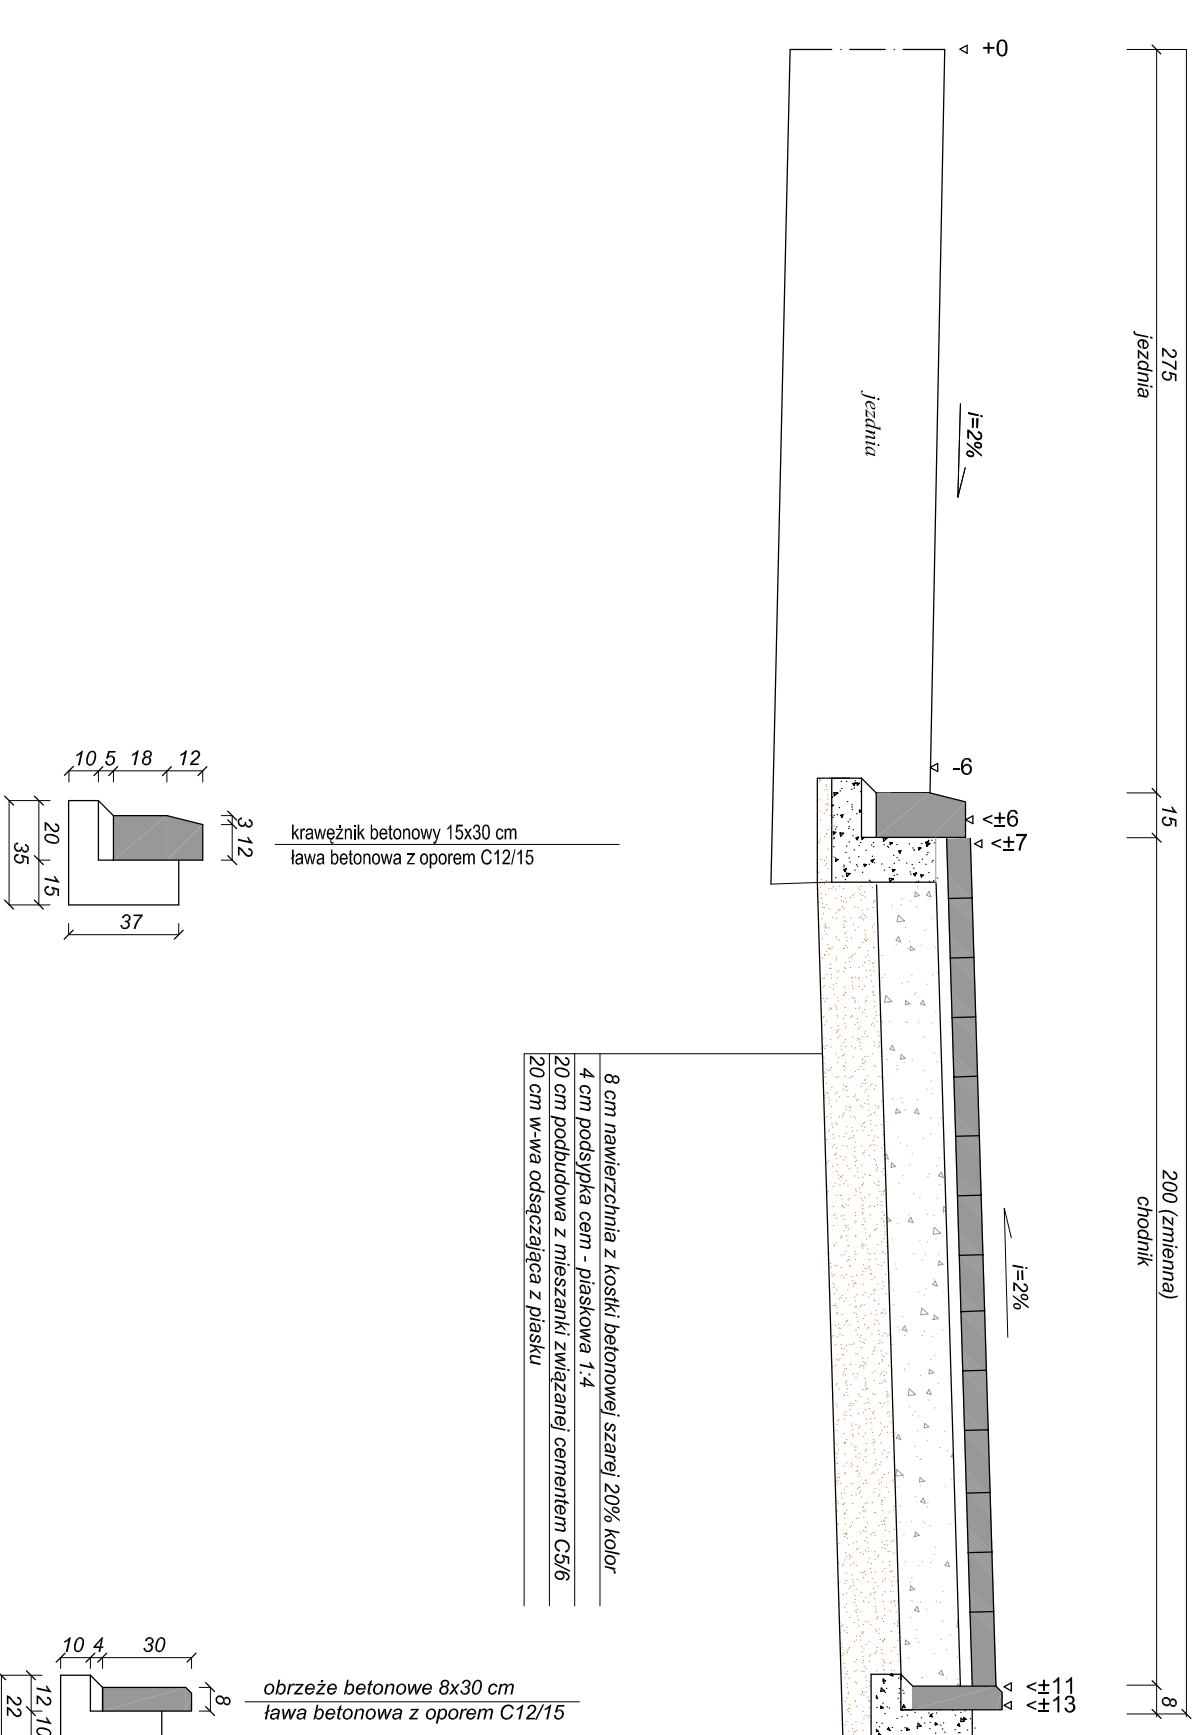 +0
275
jezdnia
i=2%
jezdnia
-6
<±6
<±7
15
10 5 18 12
3
12
20
15
35
37
krawężnik betonowy 15x30 cm
ława betonowa z oporem C12/15
200 (zmienna)
chodnik
i=2%
8 cm nawierzchnia z kostki betonowej szarej 20% kolor
4 cm podsypka cem - piaskowa 1:4
20 cm podbudowa z mieszanki związanej cementem C5/6
20 cm w-wa odsączająca z piasku
<±11
<±13
8
10 4 30
8
12
10
22
obrzeże betonowe 8x30 cm
ława betonowa z oporem C12/15